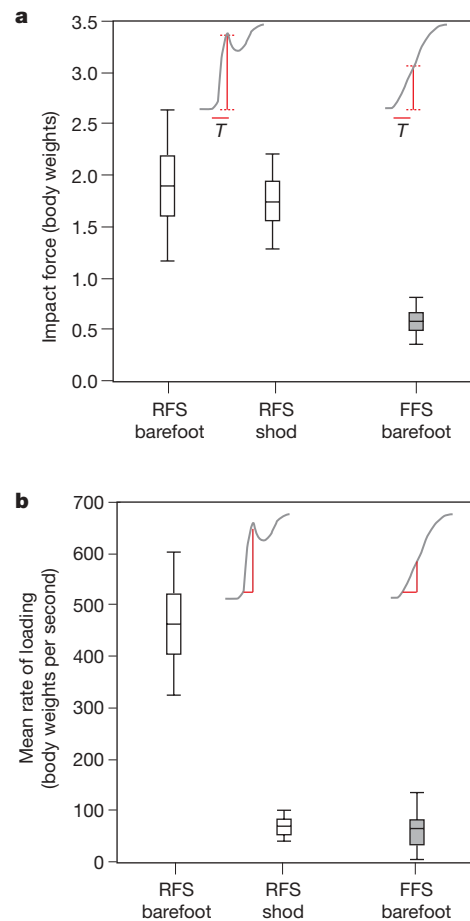 a
Impact force (body weights)
3.5
3.0
2.5
2.0
1.5
1.0
0.5
0.0
T
T
RFS
barefoot
RFS
shod
FFS
barefoot
b
Mean rate of loading
(body weights per second)
700
600
500
400
300
200
100
0
RFS
barefoot
RFS
shod
FFS
barefoot